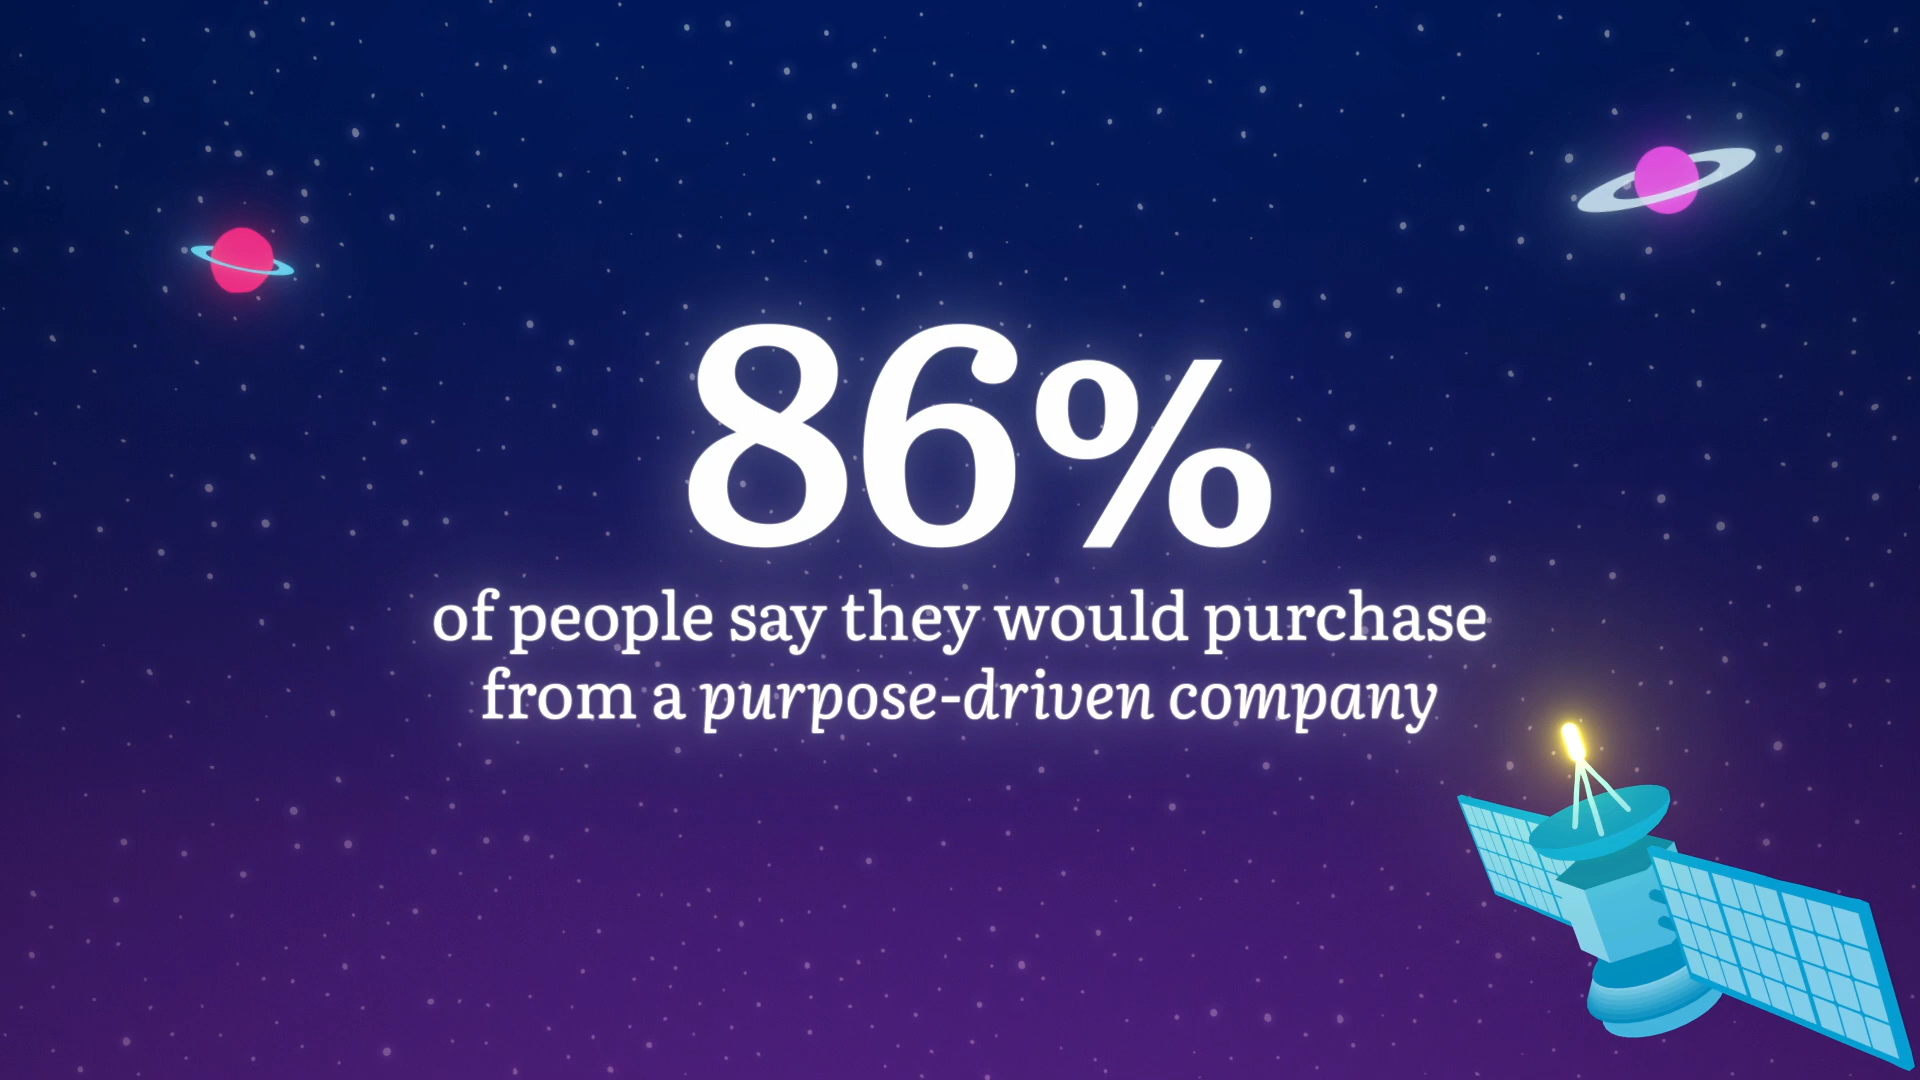 86%
of people say they would purchase
from a purpose-driven company